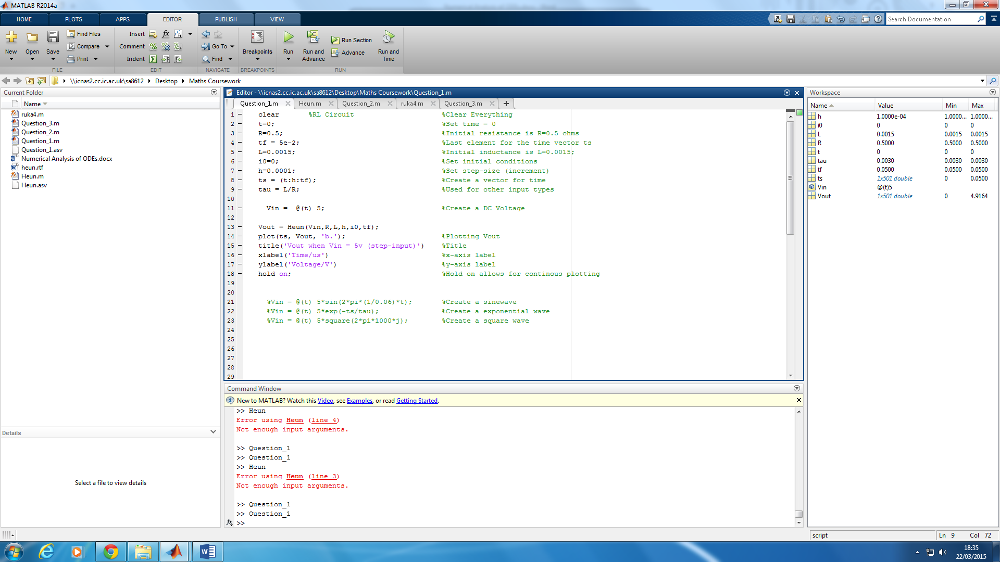 MATLAB R2014a
HOME PLOTS APPS EDITOR PUBLISH VIEW
Search Documentation
New Open Save
Find Files
Compare
Print
Insert
Comment
Indent
Go To
Find
Breakpoints
Run
Run and Advance
Run Section
Advance
Run and Time
FILE EDIT NAVIGATE BREAKPOINTS RUN
\\icnas2.cc.ic.ac.uk\sa8612 Desktop Maths Coursework
Current Folder
Name
ruka4.m
Question_3.m
Question_2.m
Question_1.m
Question_1.asv
Numerical Analysis of ODEs.docx
heun.rtf
Heun.m
Heun.asv
Details
Select a file to view details
Editor - \\icnas2.cc.ic.ac.uk\sa8612\Desktop\Maths Coursework\Question_1.m
Question_1.m Heun.m Question_2.m ruka4.m Question_3.m
1 clear %RL Circuit %Clear Everything
2 t=0; %Set time = 0
3 R=0.5; %Initial resistance is R=0.5 ohms
4 tf = 5e-2; %Last element for the time vector ts
5 L=0.0015; %Initial inductance is L=0.0015;
6 i0=0; %Set initial conditions
7 h=0.0001; %Set step-size (increment)
8 ts = (t:h:tf); %Create a vector for time
9 tau = L/R; %Used for other input types
10
11 Vin = @(t) 5; %Create a DC Voltage
12
13 Vout = Heun(Vin,R,L,h,i0,tf);
14 plot(ts, Vout, 'b.'); %Plotting Vout
15 title('Vout when Vin = 5v (step-input)') %Title
16 xlabel('Time/us') %x-axis label
17 ylabel('Voltage/V') %y-axis label
18 hold on; %Hold on allows for continous plotting
19
20
21 %Vin = @(t) 5*sin(2*pi*(1/0.06)*t); %Create a sinewave
22 %Vin = @(t) 5*exp(-ts/tau); %Create a exponential wave
23 %Vin = @(t) 5*square(2*pi*1000*j); %Create a square wave
24
25
26
27
28
29
Command Window
New to MATLAB? Watch this Video, see Examples, or read Getting Started.
>> Heun
Error using Heun (line 4)
Not enough input arguments.
>> Question_1
>> Question_1
>> Heun
Error using Heun (line 3)
Not enough input arguments.
>> Question_1
>> Question_1
fx >>
Workspace
Name Value Min Max
h 1.0000e-04 1.0000... 1.0000...
i0 0 0 0
L 0.0015 0.0015 0.0015
R 0.5000 0.5000 0.5000
t 0 0 0
tau 0.0030 0.0030 0.0030
tf 0.0500 0.0500 0.0500
ts 1x501 double 0 0.0500
Vin @(t)5
Vout 1x501 double 0 4.9164
script Ln 9 Col 72
18:35
22/03/2015